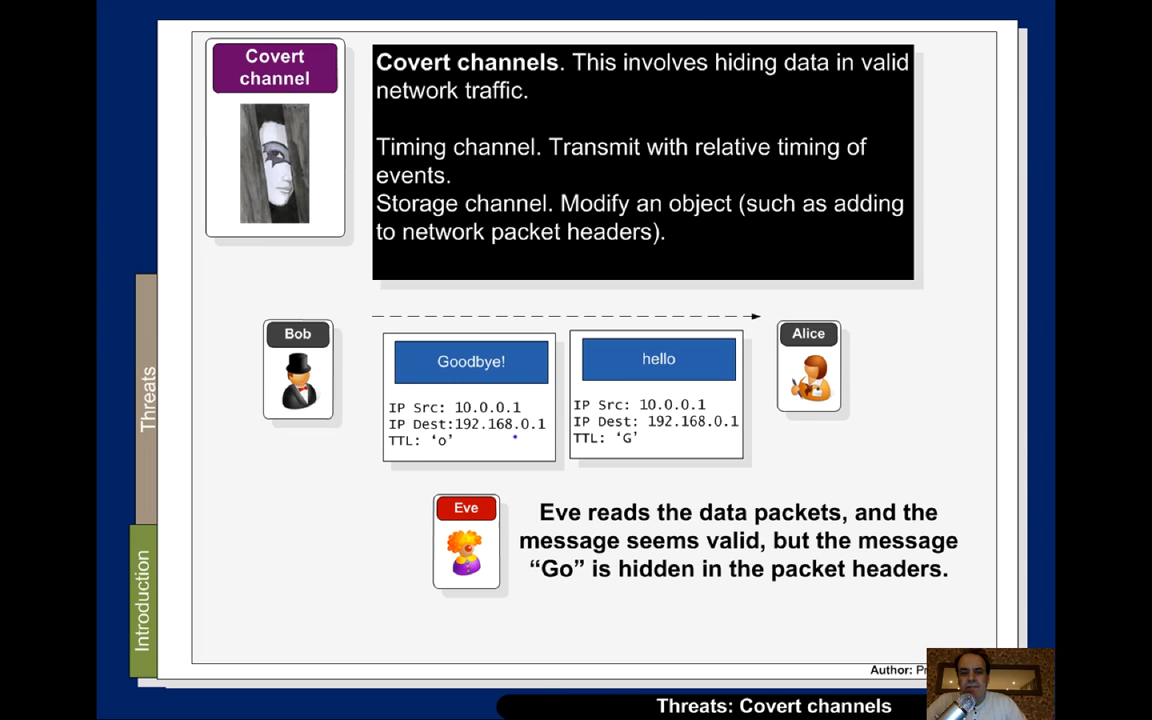 Covert
channel
Covert channels. This involves hiding data in valid
network traffic.
Timing channel. Transmit with relative timing of
events.
Storage channel. Modify an object (such as adding
to network packet headers).
Threats
Introduction
Bob
Goodbye!
IP Src: 10.0.0.1
IP Dest:192.168.0.1
TTL: ‘o’
hello
IP Src: 10.0.0.1
IP Dest: 192.168.0.1
TTL: ‘G’
Alice
Eve
Eve reads the data packets, and the
message seems valid, but the message
“Go” is hidden in the packet headers.
Author:
Threats: Covert channels